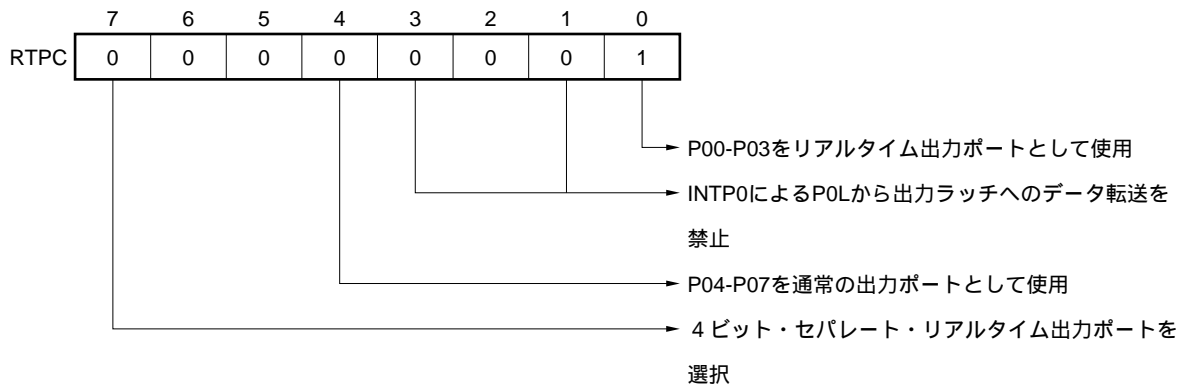 7 6 5 4 3 2 1 0
RTPC 0 0 0 0 0 0 0 1
P00-P03をリアルタイム出力ポートとして使用
INTP0によるP0Lから出力ラッチへのデータ転送を
禁止
P04-P07を通常の出力ポートとして使用
4ビット・セパレート・リアルタイム出力ポートを
選択